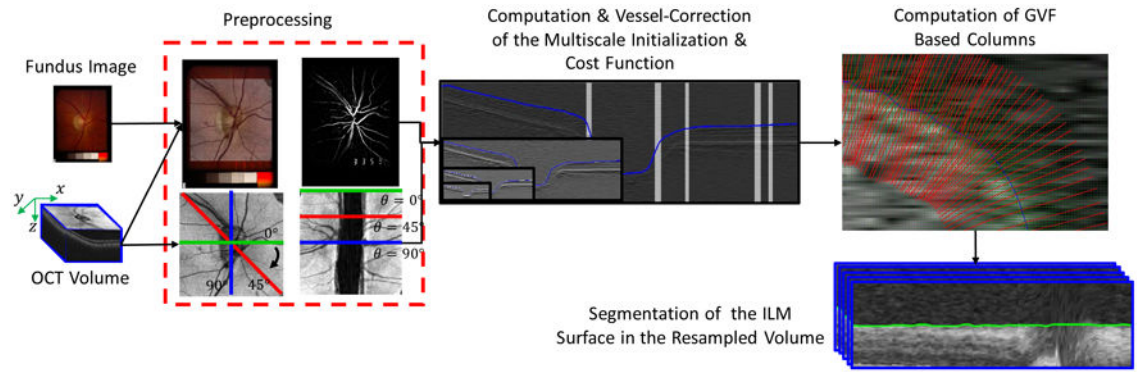 Preprocessing
Computation & Vessel-Correction
of the Multiscale Initialization &
Cost Function
Computation of GVF
Based Columns
Fundus Image
x
y
z
OCT Volume
0°
90°
45°
θ = 0°
θ = 45°
θ = 90°
Segmentation of the ILM
Surface in the Resampled Volume